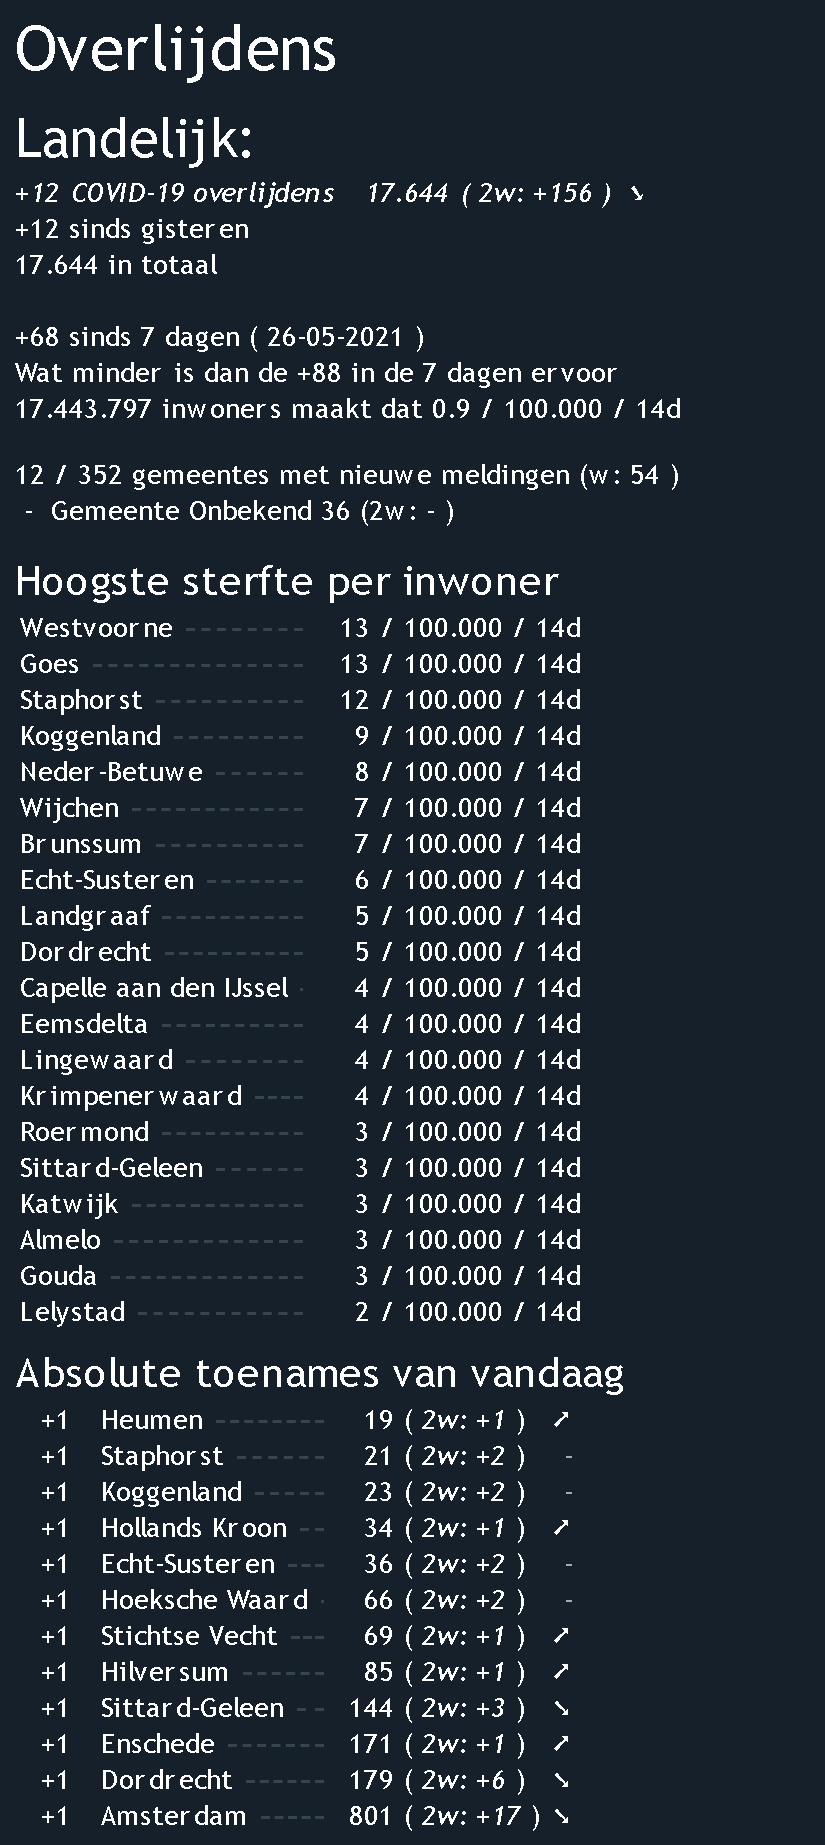 Overlijdens
Landelijk:
+12 COVID-19 overlijdens 17.644 ( 2w: +156 ) ➘
+12 sinds gisteren
17.644 in totaal
+68 sinds 7 dagen ( 26-05-2021 )
Wat minder is dan de +88 in de 7 dagen ervoor
17.443.797 inwoners maakt dat 0.9 / 100.000 / 14d
12 / 352 gemeentes met nieuwe meldingen (w: 54 )
- Gemeente Onbekend 36 (2w: - )
Hoogste sterfte per inwoner
Westvoorne -------- 13 / 100.000 / 14d
Goes -------------- 13 / 100.000 / 14d
Staphorst ---------- 12 / 100.000 / 14d
Koggenland --------- 9 / 100.000 / 14d
Neder-Betuwe ------ 8 / 100.000 / 14d
Wijchen ------------ 7 / 100.000 / 14d
Brunssum ---------- 7 / 100.000 / 14d
Echt-Susteren ------- 6 / 100.000 / 14d
Landgraaf ---------- 5 / 100.000 / 14d
Dordrecht ---------- 5 / 100.000 / 14d
Capelle aan den IJssel · 4 / 100.000 / 14d
Eemsdelta ---------- 4 / 100.000 / 14d
Lingewaard -------- 4 / 100.000 / 14d
Krimpenerwaard ---- 4 / 100.000 / 14d
Roermond ---------- 3 / 100.000 / 14d
Sittard-Geleen ------ 3 / 100.000 / 14d
Katwijk ------------ 3 / 100.000 / 14d
Almelo ------------- 3 / 100.000 / 14d
Gouda ------------- 3 / 100.000 / 14d
Lelystad ----------- 2 / 100.000 / 14d
Absolute toenames van vandaag
+1 Heumen -------- 19 ( 2w: +1 ) ➚
+1 Staphorst ------ 21 ( 2w: +2 ) -
+1 Koggenland ----- 23 ( 2w: +2 ) -
+1 Hollands Kroon -- 34 ( 2w: +1 ) ➚
+1 Echt-Susteren --- 36 ( 2w: +2 ) -
+1 Hoeksche Waard · 66 ( 2w: +2 ) -
+1 Stichtse Vecht --- 69 ( 2w: +1 ) ➚
+1 Hilversum ------ 85 ( 2w: +1 ) ➚
+1 Sittard-Geleen -- 144 ( 2w: +3 ) ➘
+1 Enschede ------- 171 ( 2w: +1 ) ➚
+1 Dordrecht ------ 179 ( 2w: +6 ) ➘
+1 Amsterdam ----- 801 ( 2w: +17 ) ➘